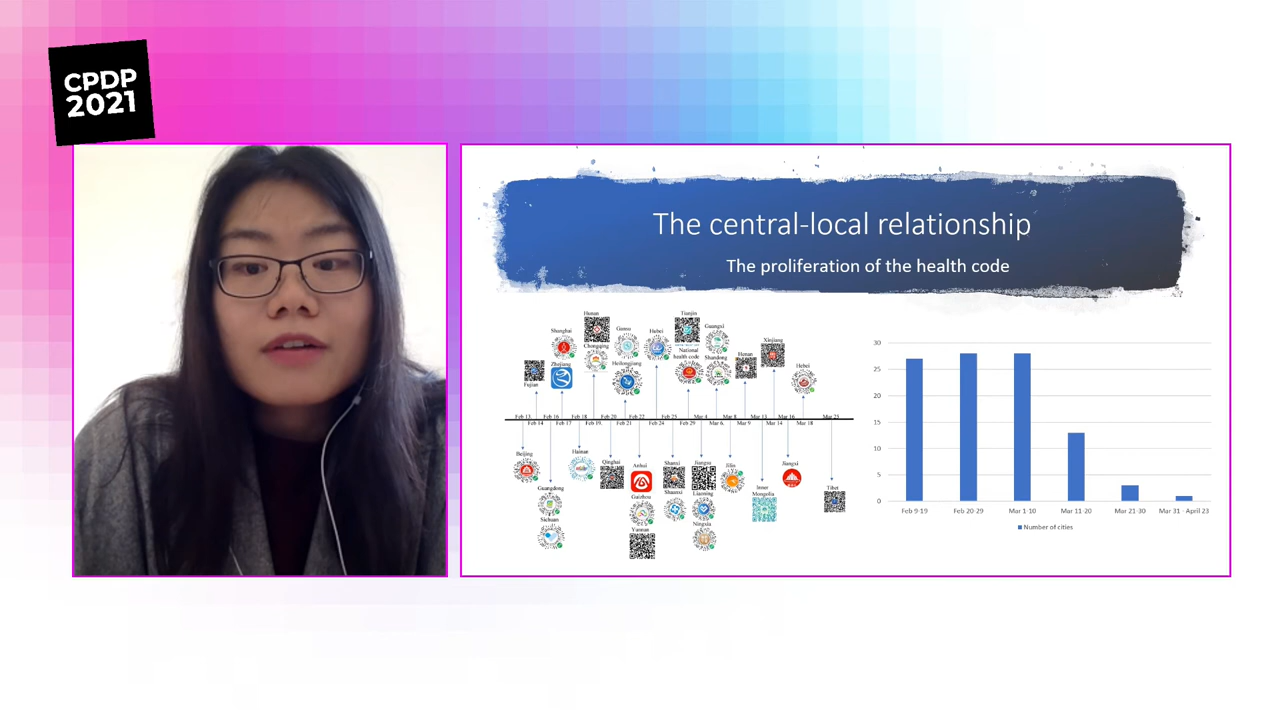 CPDP
2021
The central-local relationship
The proliferation of the health code
Hunan
Tianjin
Shanghai
Gansu
Hebei
Guangxi
Chongqing
National
health code
Shandong
Henan
Xinjiang
Zhejiang
Heilongjiang
Hebei
Fujian
Feb 13.
Feb 16
Feb 18
Feb 20
Feb 22
Feb 25
Mar 4
Mar 8
Mar 13
Mar 16
Mar 25
Feb 14
Feb 17
Feb 19.
Feb 21
Feb 24
Feb 28
Mar 6.
Mar 9
Mar 14
Mar 18
Beijing
Hainan
Qinghai
Anhui
Shanxi
Jiangsu
Jilin
Jiangxi
Guangdong
Guizhou
Shaanxi
Liaoning
Inner
Mongolia
Tibet
Sichuan
Yunnan
Ningxia
30
25
20
15
10
5
0
Feb 9-19
Feb 20-29
Mar 1-10
Mar 11-20
Mar 21-30
Mar 31 - April 23
Number of cities